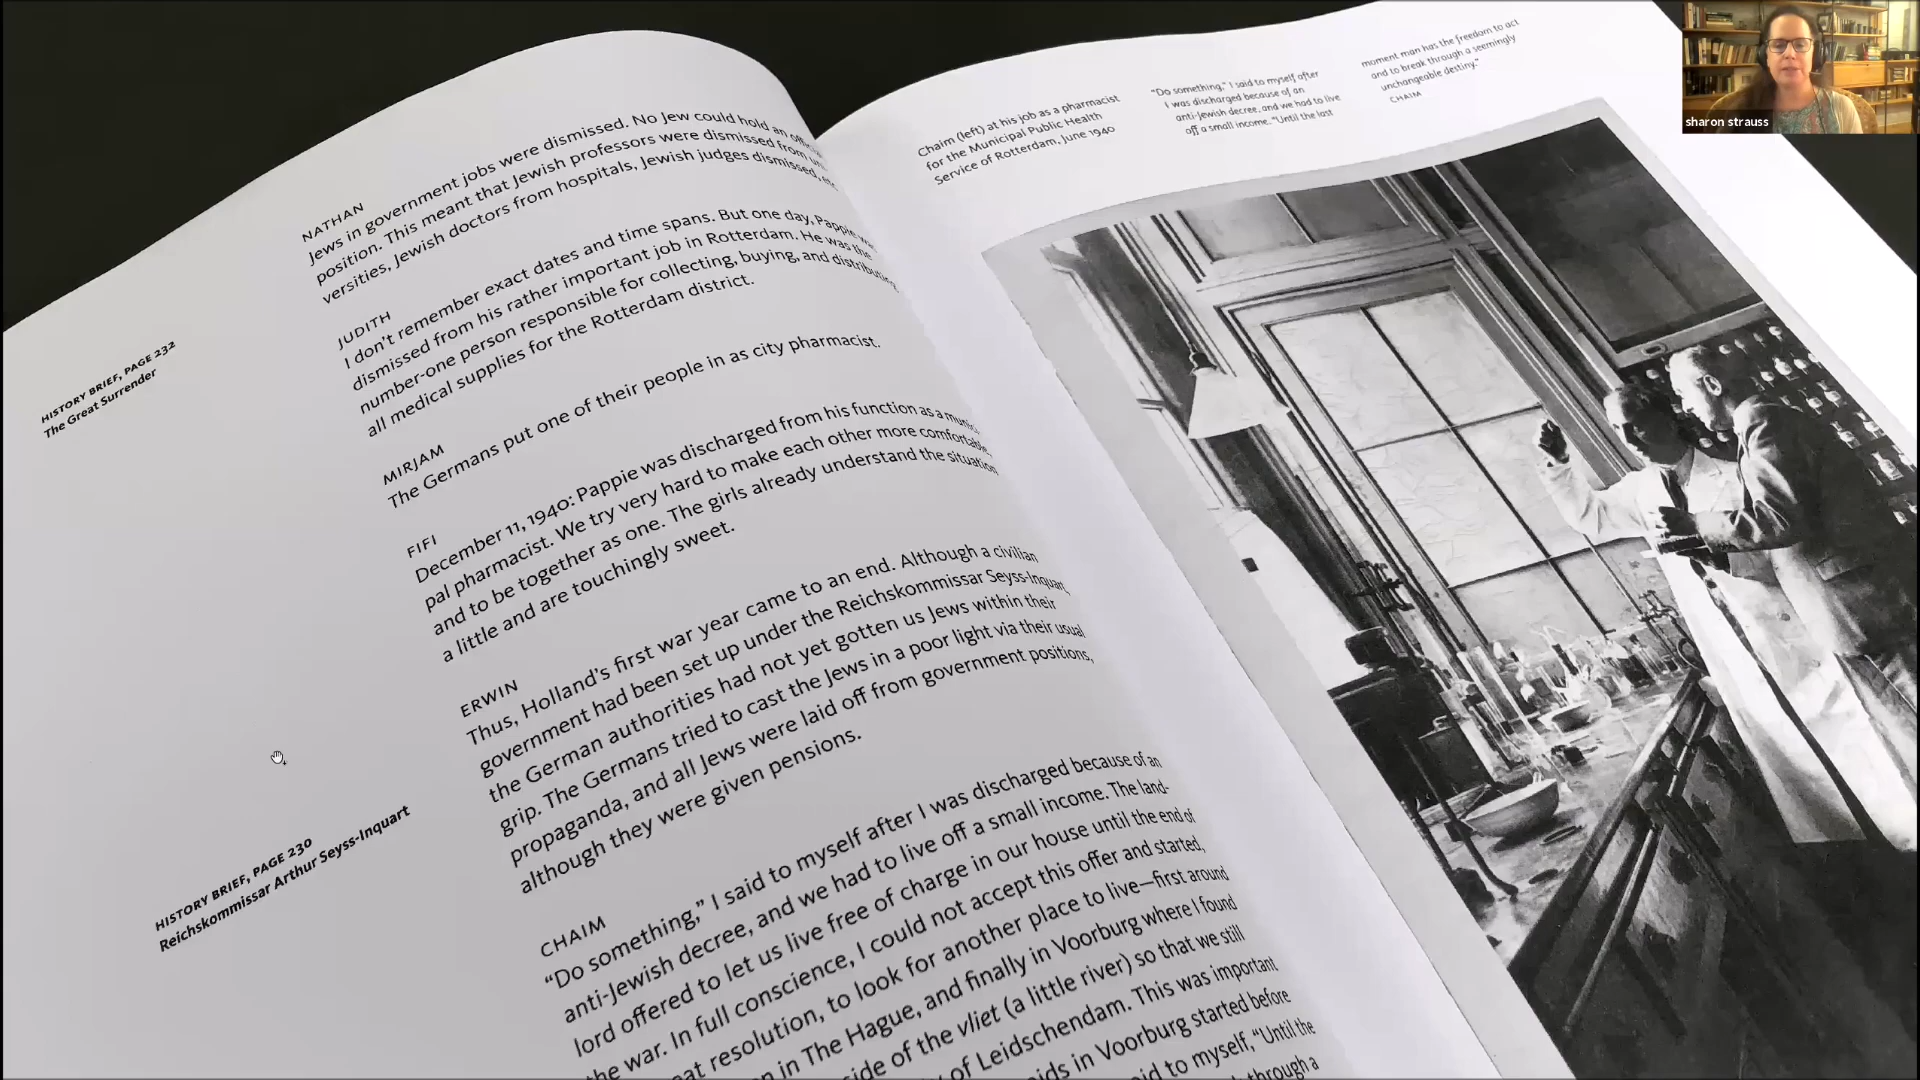 HISTORY BRIEF, PAGE 232
The Great Surrender
HISTORY BRIEF, PAGE 230
Reichskommissar Arthur Seyss-Inquart
NATHAN
Jews in government jobs were dismissed. No Jew could hold an
position. This meant that Jewish professors were dismissed from
versities, Jewish doctors from hospitals, Jewish judges dismissed,
JUDITH
I don't remember exact dates and time spans. But one day, Pappie was
dismissed from his rather important job in Rotterdam. He was the
number-one person responsible for collecting, buying, and distributing
all medical supplies for the Rotterdam district.
MIRJAM
The Germans put one of their people in as city pharmacist.
FIFI
December 11, 1940: Pappie was discharged from his function as a
pal pharmacist. We try very hard to make each other more comfortable
and to be together as one. The girls already understand the situation
a little and are touchingly sweet.
ERWIN
Thus, Holland's first war year came to an end. Although a civilian
government had been set up under the Reichskommissar Seyss-Inquart,
the German authorities had not yet gotten us Jews within their
grip. The Germans tried to cast the Jews in a poor light via their usual
propaganda, and all Jews were laid off from government positions,
although they were given pensions.
CHAIM
“Do something,” I said to myself after I was discharged because of an
anti-Jewish decree, and we had to live off a small income. The land-
lord offered to let us live free of charge in our house until the end of
the war. In full conscience, I could not accept this offer and started,
resolution, to look for another place to live—first around
in The Hague, and finally in Voorburg where I found
side of the vliet (a little river) so that we still
of Leidschendam. This was important
in Voorburg started before
to myself, “Until the
through a
Chaim (left) at his job as a pharmacist
for the Municipal Public Health
Service of Rotterdam, June 1940
“Do something,” I said to myself after
I was discharged because of an
anti-Jewish decree, and we had to live
off a small income. “Until the last
moment man has the freedom to act
and to break through a seemingly
unchangeable destiny.”
CHAIM
sharon strauss